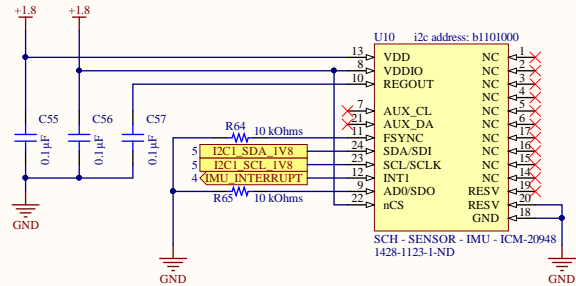 +1.8 +1.8
U10 i2c address: b1101000
13 VDD NC 1
8 VDDIO NC 2
10 REGOUT NC 3
NC 4
7 AUX_CL NC 5
21 AUX_DA NC 6
11 FSYNC NC 17
24 SDA/SDI NC 16
23 SCL/SCLK NC 15
12 INT1 NC 14
9 AD0/SDO RESV 19
22 nCS RESV 20
GND 18
C55 0.1µF
C56 0.1µF
C57 0.1µF
R64 10 kOhms
5 I2C1_SDA_1V8
5 I2C1_SCL_1V8
4 IMU_INTERRUPT
R65 10 kOhms
GND
SCH - SENSOR - IMU - ICM-20948
1428-1123-1-ND
GND
GND